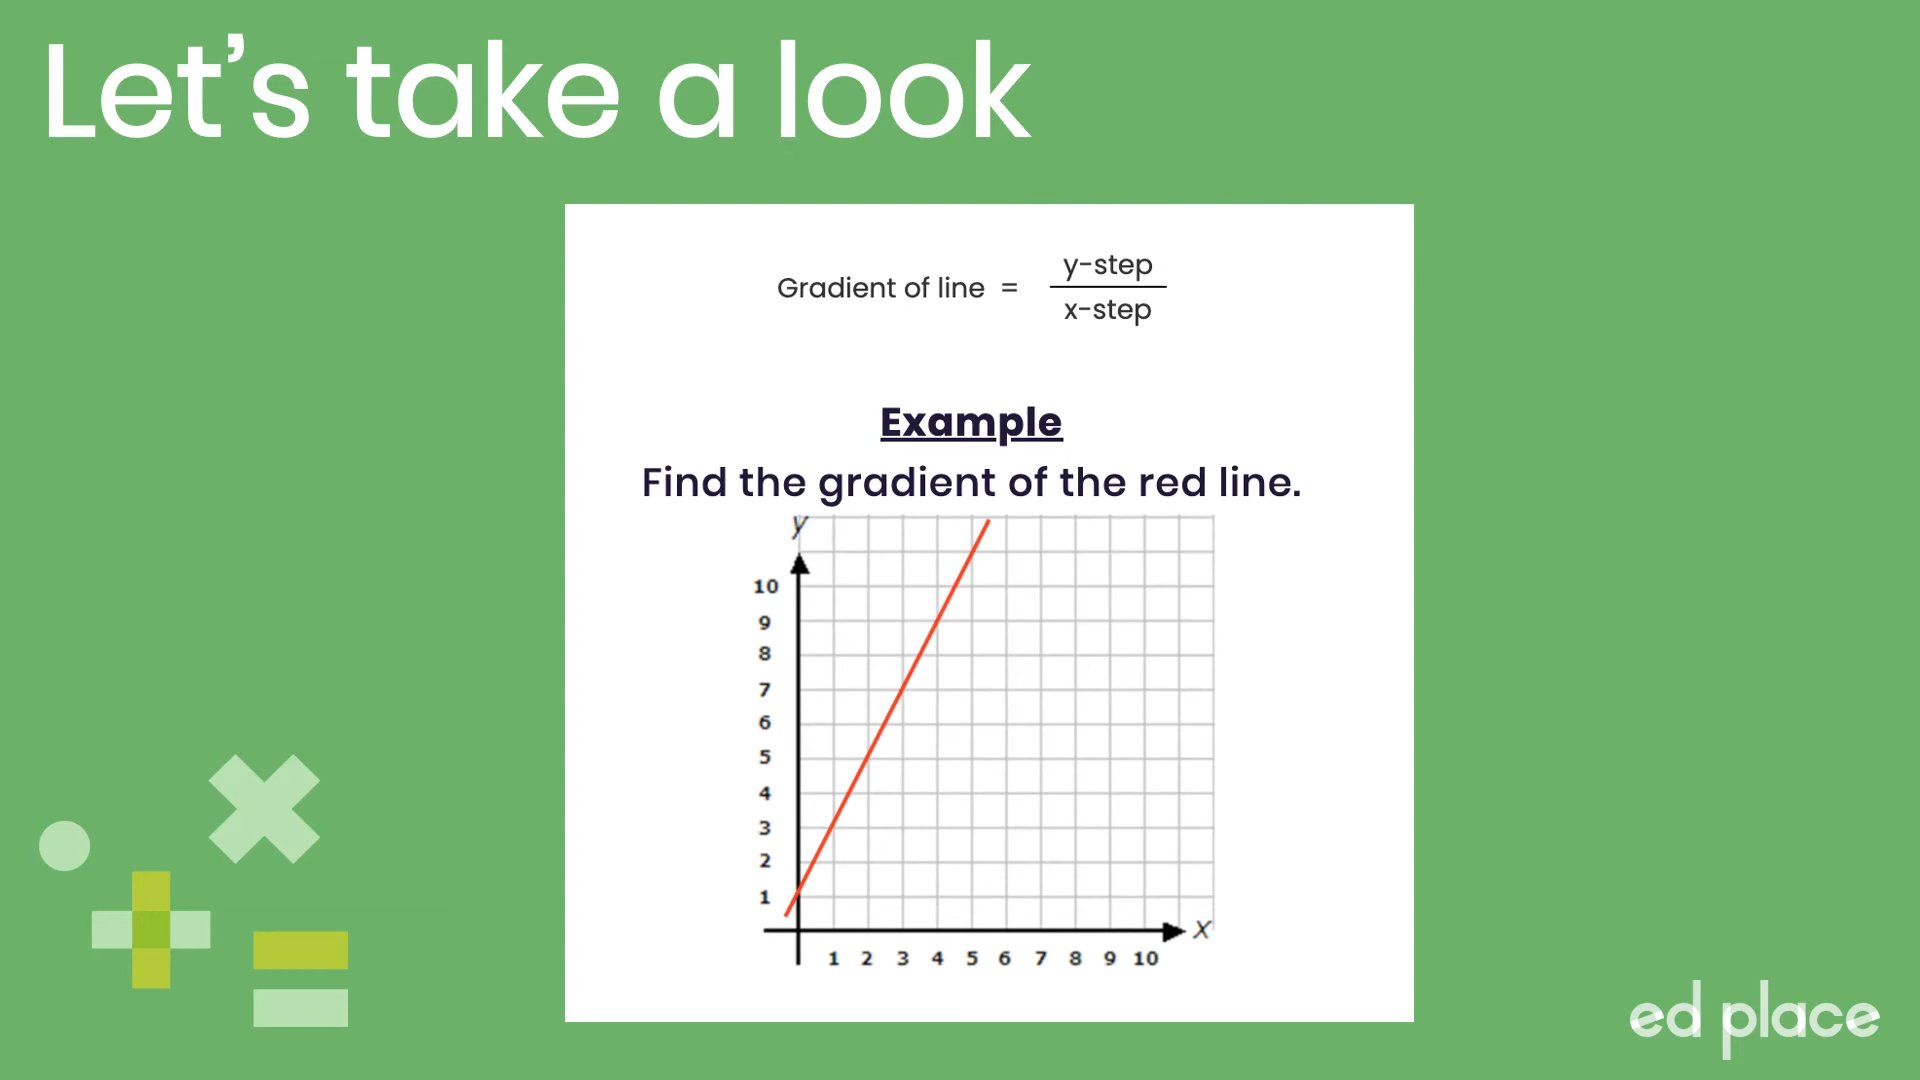 Let’s take a look
y-step
Gradient of line =
x-step
Example
Find the gradient of the red line.
y
10
9
8
7
6
5
4
3
2
1
x
1 2 3 4 5 6 7 8 9 10
ed place